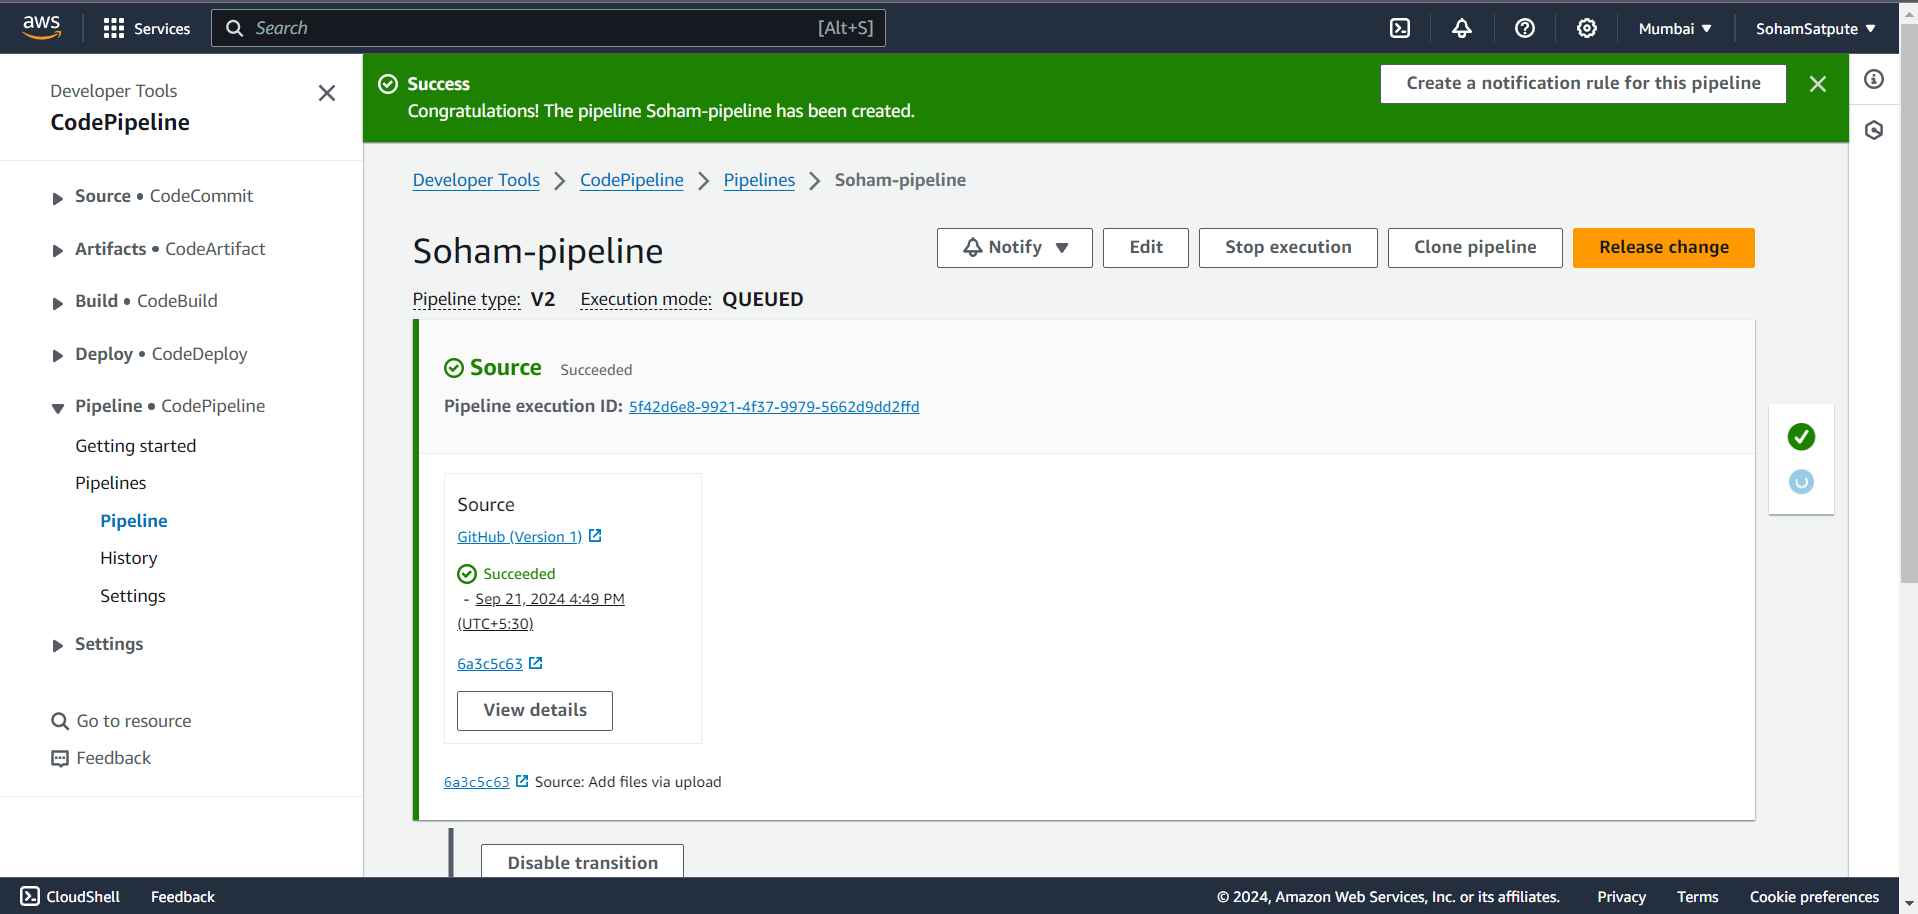 aws Services Search [Alt+S] Mumbai ▼ SohamSatpute ▼
Developer Tools
CodePipeline
Source • CodeCommit
Artifacts • CodeArtifact
Build • CodeBuild
Deploy • CodeDeploy
Pipeline • CodePipeline
Getting started
Pipelines
Pipeline
History
Settings
Settings
Go to resource
Feedback
Success
Congratulations! The pipeline Soham-pipeline has been created.
Create a notification rule for this pipeline
Developer Tools > CodePipeline > Pipelines > Soham-pipeline
Soham-pipeline
Notify ▼ Edit Stop execution Clone pipeline Release change
Pipeline type: V2 Execution mode: QUEUED
Source Succeeded
Pipeline execution ID: 5f42d6e8-9921-4f37-9979-5662d9dd2ffd
Source
GitHub (Version 1)
Succeeded
- Sep 21, 2024 4:49 PM
(UTC+5:30)
6a3c5c63
View details
6a3c5c63 Source: Add files via upload
Disable transition
CloudShell Feedback © 2024, Amazon Web Services, Inc. or its affiliates. Privacy Terms Cookie preferences